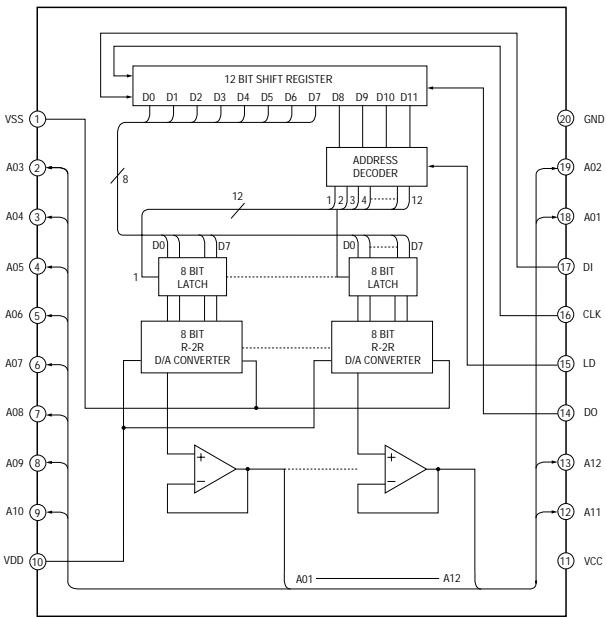 12 BIT SHIFT REGISTER
D0 D1 D2 D3 D4 D5 D6 D7 D8 D9 D10 D11
VSS 1
20 GND
ADDRESS
DECODER
A03 2
19 A02
8
12
1 2 3 4 12
A04 3
18 A01
D0 D7
D0 D7
A05 4
17 DI
1
8 BIT
LATCH
8 BIT
LATCH
A06 5
16 CLK
8 BIT
R-2R
D/A CONVERTER
8 BIT
R-2R
D/A CONVERTER
A07 6
15 LD
A08 7
14 DO
A09 8
13 A12
+
−
+
−
A10 9
12 A11
VDD 10
11 VCC
A01 A12